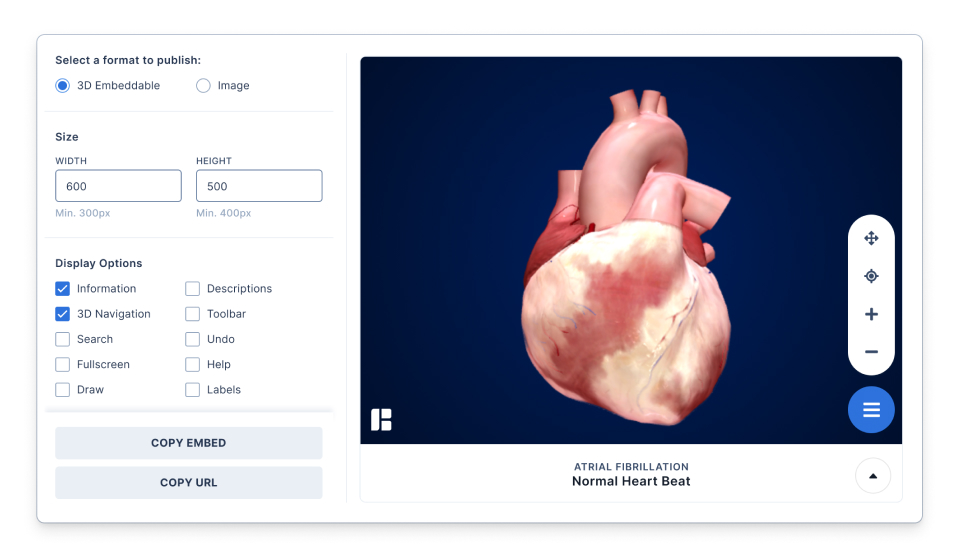 Select a format to publish:
3D Embeddable Image
Size
WIDTH HEIGHT
600 500
Min. 300px Min. 400px
Display Options
Information Descriptions
3D Navigation Toolbar
Search Undo
Fullscreen Help
Draw Labels
COPY EMBED
COPY URL
ATRIAL FIBRILLATION
Normal Heart Beat